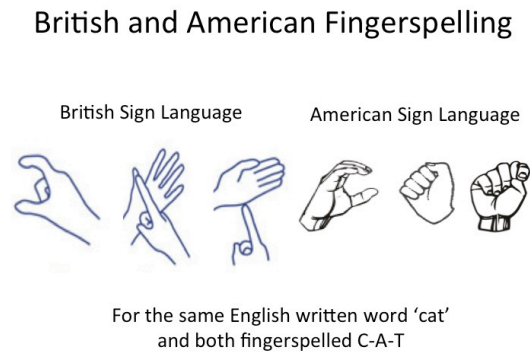 British and American Fingerspelling
British Sign Language
American Sign Language
For the same English written word ‘cat’
and both fingerspelled C-A-T